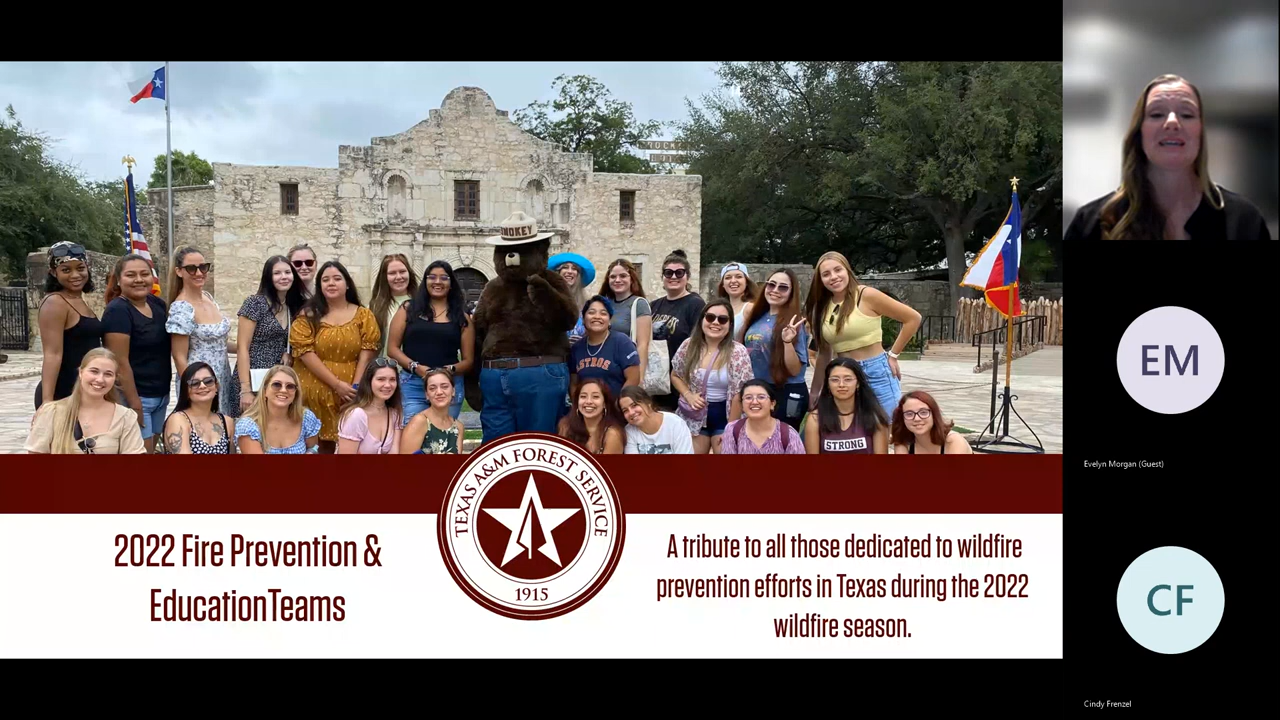 SMOKEY
ASTROS
STRONG
TEXAS A&M FOREST SERVICE
1915
2022 Fire Prevention &
EducationTeams
A tribute to all those dedicated to wildfire
prevention efforts in Texas during the 2022
wildfire season.
EM
Evelyn Morgan (Guest)
CF
Cindy Frenzel